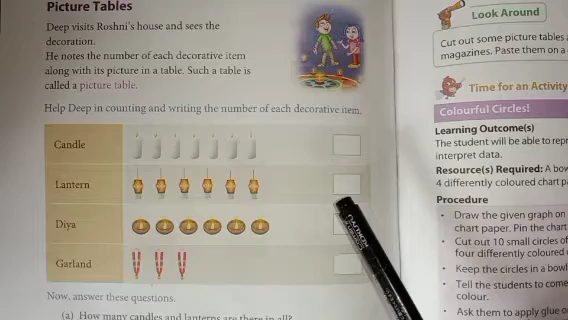 Picture Tables
Deep visits Roshni's house and sees the
decoration.
He notes the number of each decorative item
along with its picture in a table. Such a table is
called a picture table.
Help Deep in counting and writing the number of each decorative item.
Candle
Lantern
Diya
Garland
Now, answer these questions.
(a) How many candles and lanterns are there in all?
Look Around
Cut out some picture tables
magazines. Paste them on a
Time for an Activity
Colourful Circles!
Learning Outcome(s)
The student will be able to
interpret data.
Resource(s) Required: A
4 differently coloured chart
Procedure
• Draw the given graph on
chart paper. Pin the chart
• Cut out 10 small circles of
four differently coloured
• Keep the circles in a bowl
• Tell the students to come
colour.
• Ask them to apply glue